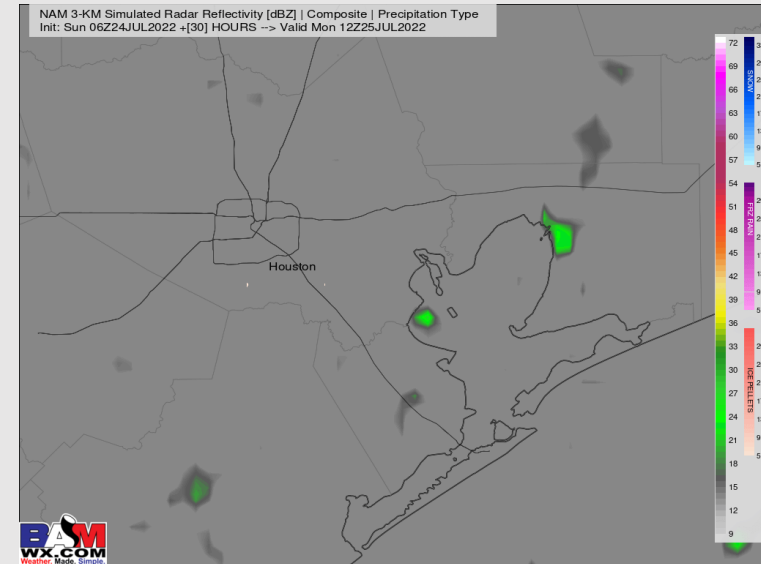 NAM 3-KM Simulated Radar Reflectivity [dBZ] | Composite | Precipitation Type
Init: Sun 06Z24JUL2022 +[30] HOURS --> Valid Mon 12Z25JUL2022
72
69
66
63
60
57
54
51
48
45
42
39
36
33
30
27
24
21
18
15
12
9
SNOW
FRZ RAIN
ICE PELLETS
Houston
BAM
WX.COM
Weather. Made. Simple.